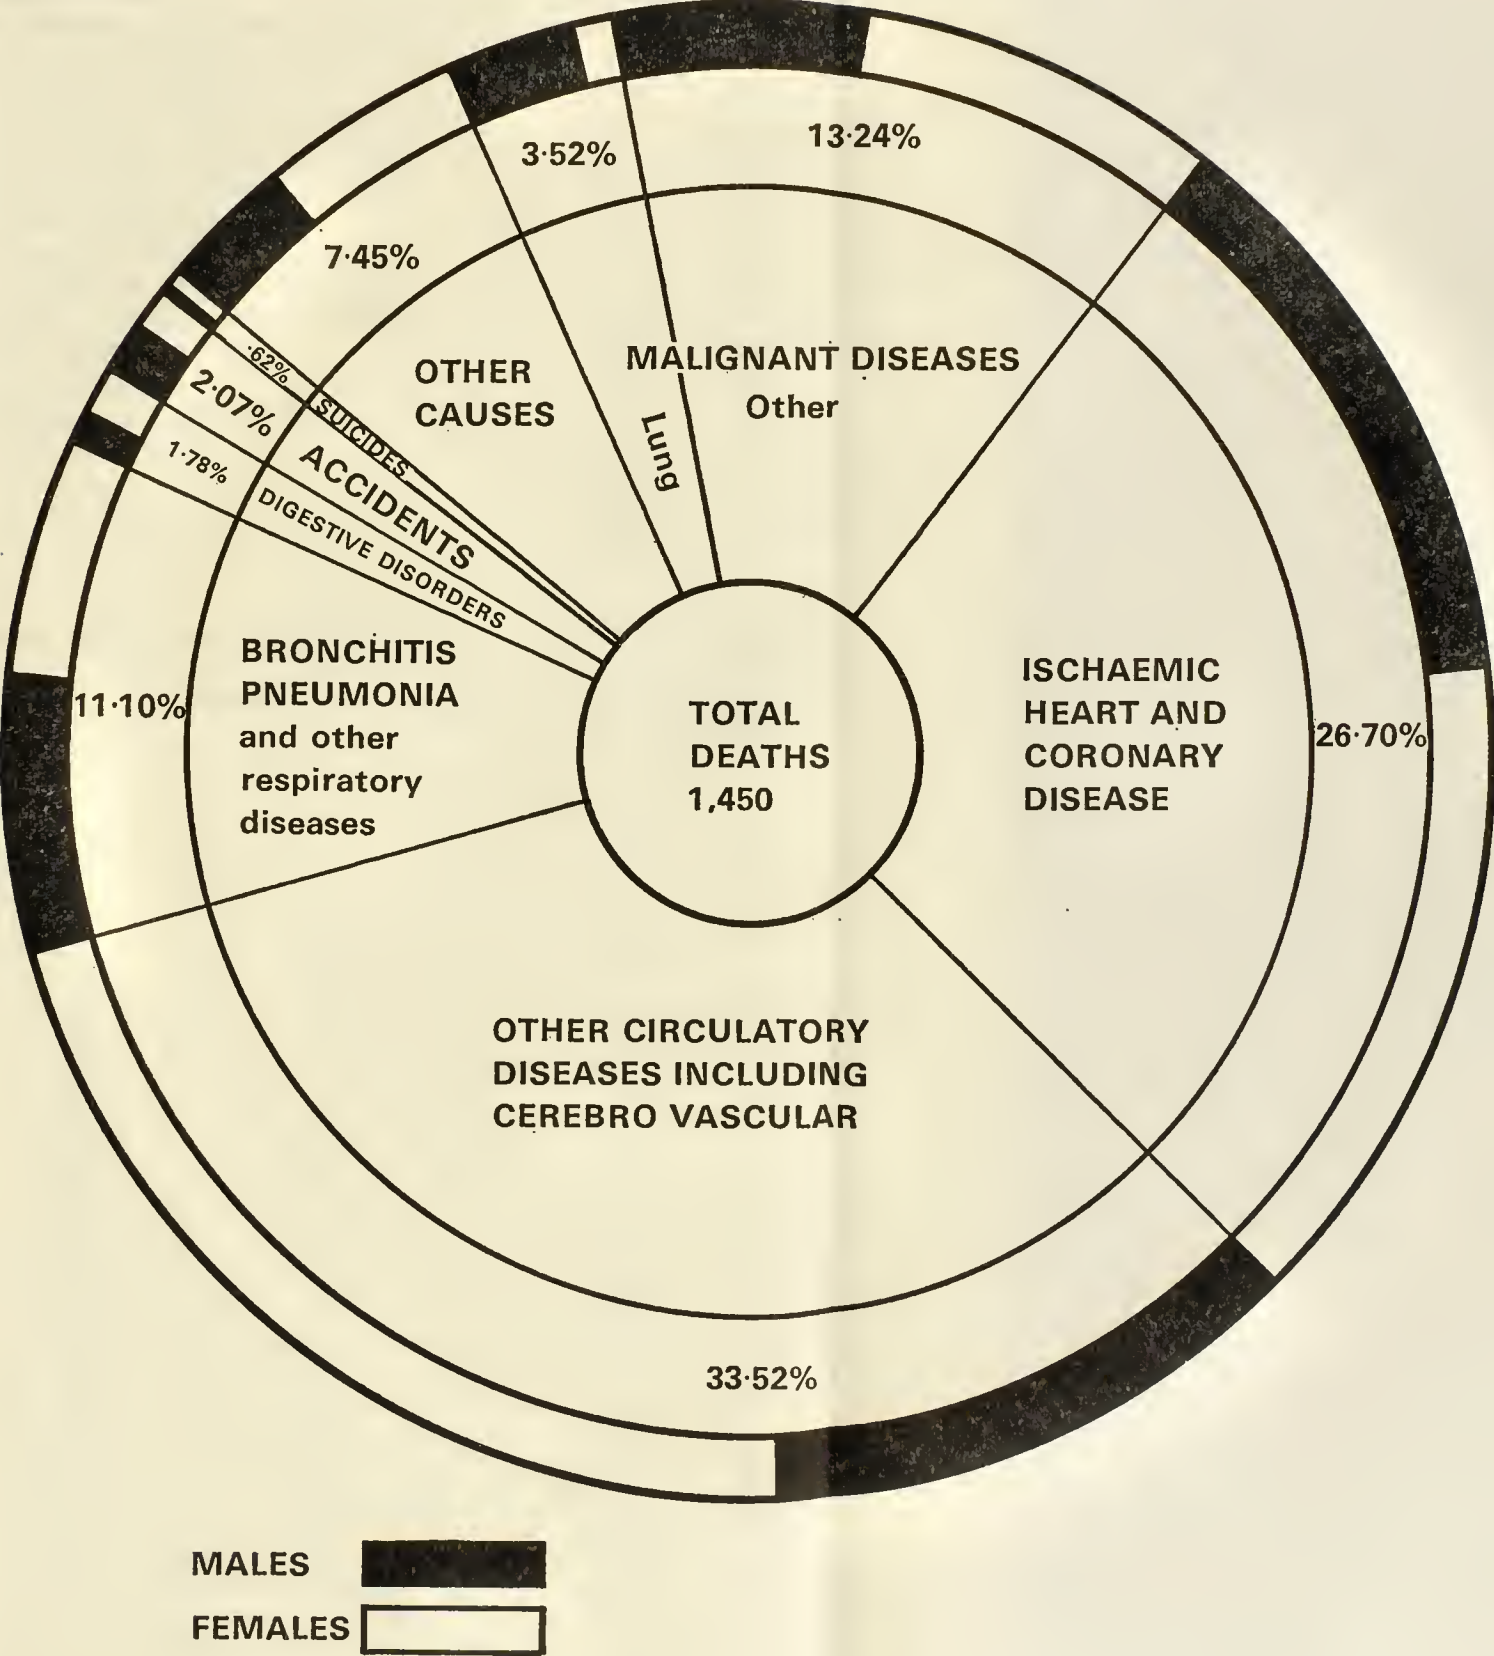 3·52%
13·24%
7·45%
·62%
2·07%
1·78%
11·10%
26·70%
33·52%
MALIGNANT DISEASES
Other
Lung
OTHER
CAUSES
SUICIDES
ACCIDENTS
DIGESTIVE DISORDERS
BRONCHITIS
PNEUMONIA
and other
respiratory
diseases
TOTAL
DEATHS
1,450
ISCHAEMIC
HEART AND
CORONARY
DISEASE
OTHER CIRCULATORY
DISEASES INCLUDING
CEREBRO VASCULAR
MALES
FEMALES